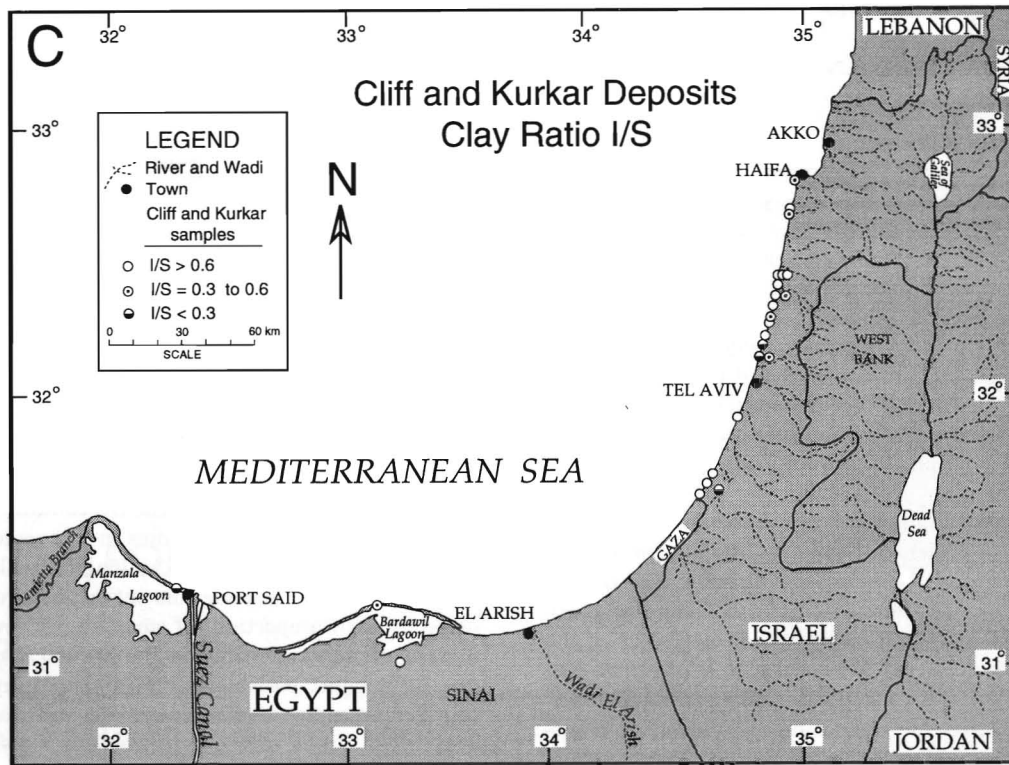 C
32°
33°
34°
35°
LEBANON
SYRIA
Cliff and Kurkar Deposits
Clay Ratio I/S
33°
33°
LEGEND
River and Wadi
Town
Cliff and Kurkar
samples
I/S > 0.6
I/S = 0.3 to 0.6
I/S < 0.3
0 30 60 km
SCALE
N
AKKO
HAIFA
Sea of
Galilee
WEST
BANK
32°
32°
TEL AVIV
MEDITERRANEAN SEA
Dead
Sea
GAZA
Damietta Branch
Manzala
Lagoon
PORT SAID
Bardawil
Lagoon
EL ARISH
ISRAEL
31°
31°
Suez Canal
EGYPT
SINAI
Wadi El Arish
32°
33°
34°
35°
JORDAN